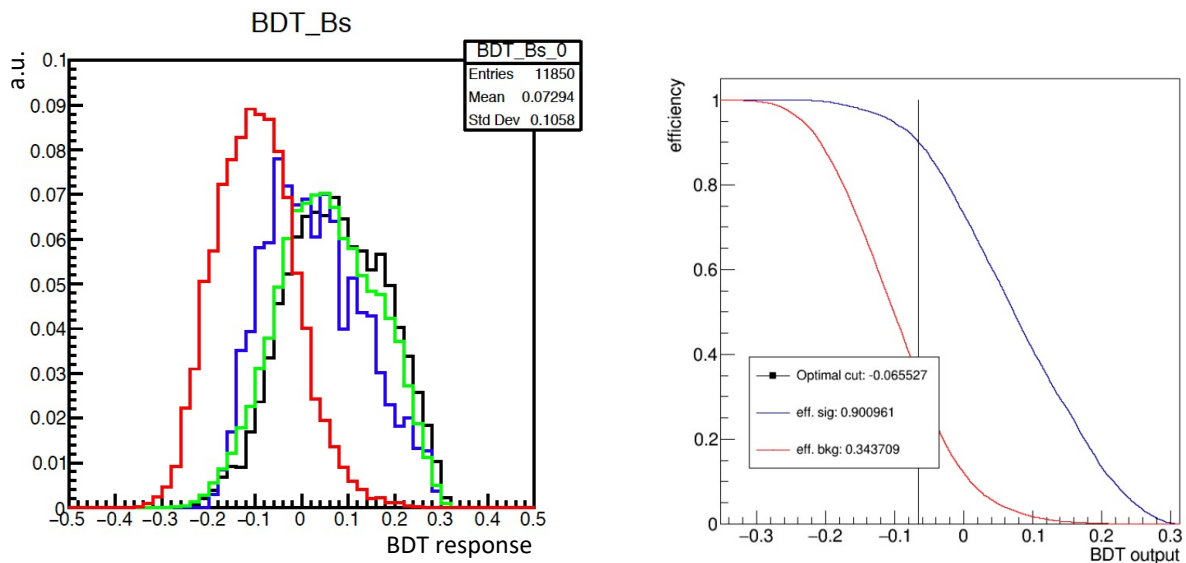 BDT_Bs
BDT_Bs_0
Entries 11850
Mean 0.07294
Std Dev 0.1058
a.u.
0.1
0.09
0.08
0.07
0.06
0.05
0.04
0.03
0.02
0.01
0
−0.5 −0.4 −0.3 −0.2 −0.1 0 0.1 0.2 0.3 0.4 0.5
BDT response
efficiency
1
0.8
0.6
0.4
0.2
0
Optimal cut: -0.065527
eff. sig: 0.900961
eff. bkg: 0.343709
−0.3 −0.2 −0.1 0 0.1 0.2 0.3
BDT output